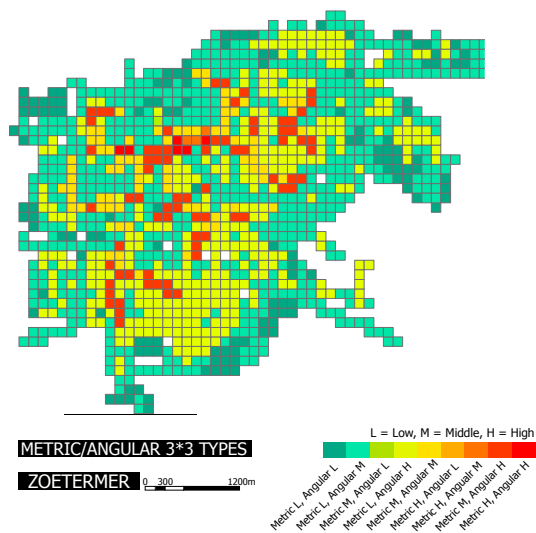 L = Low, M = Middle, H = High
METRIC/ANGULAR 3*3 TYPES
ZOETERMER
0 300 1200m
Metric L, Angular L
Metric L, Angular M
Metric M, Angular L
Metric L, Angular H
Metric M, Angular M
Metric H, Angular L
Metric H, Angualr M
Metric M, Angular H
Metric H, Angular H